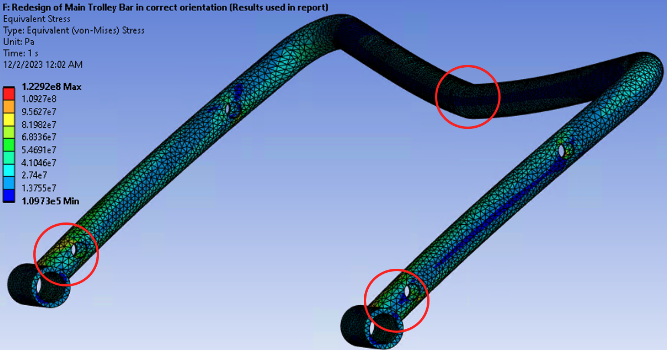 F: Redesign of Main Trolley Bar in correct orientation (Results used in report)
Equivalent Stress
Type: Equivalent (von-Mises) Stress
Unit: Pa
Time: 1 s
12/2/2023 12:02 AM
1.2292e8 Max
1.0927e8
9.5627e7
8.1982e7
6.8336e7
5.4691e7
4.1046e7
2.74e7
1.3755e7
1.0973e5 Min